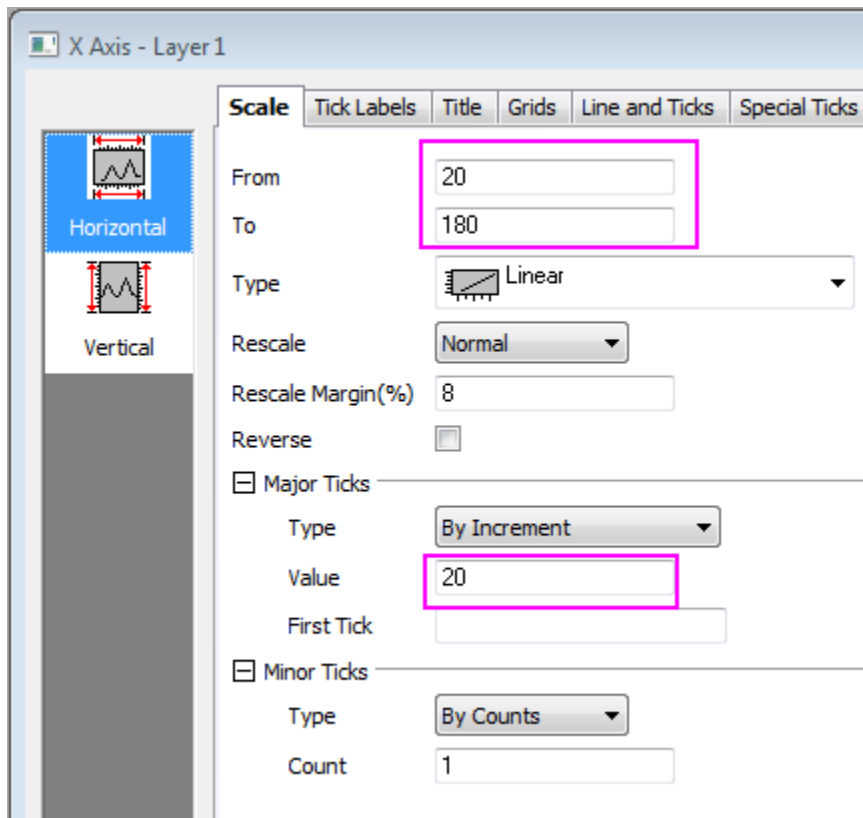 X Axis - Layer 1
Scale Tick Labels Title Grids Line and Ticks Special Ticks
Horizontal
Vertical
From 20
To 180
Type Linear
Rescale Normal
Rescale Margin(%) 8
Reverse
Major Ticks
Type By Increment
Value 20
First Tick
Minor Ticks
Type By Counts
Count 1